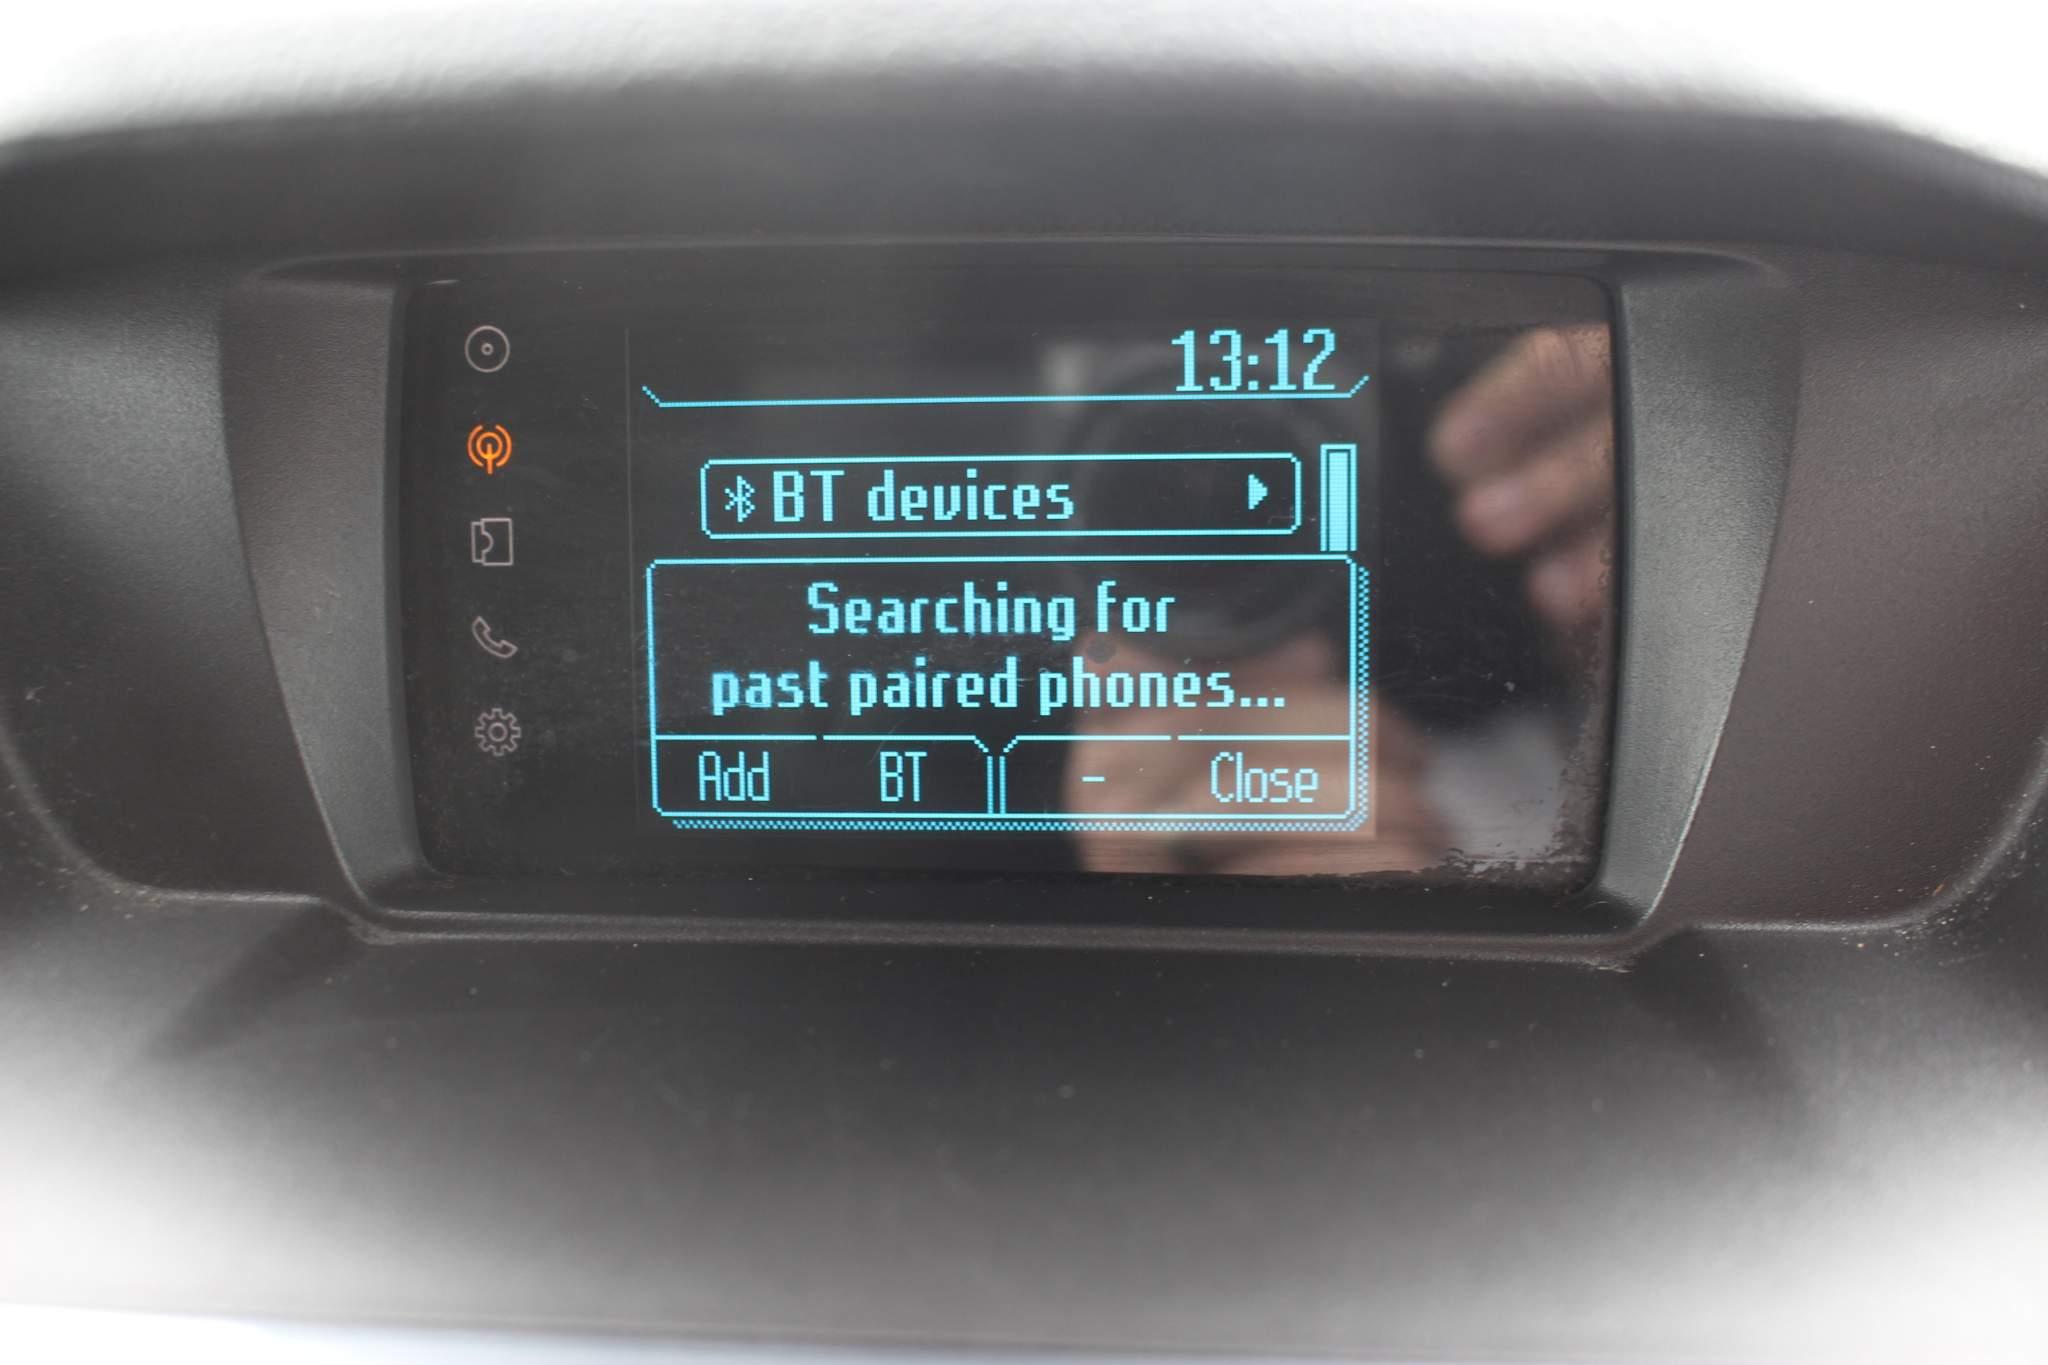 13:12
BT devices
Searching for
past paired phones...
Add BT - Close